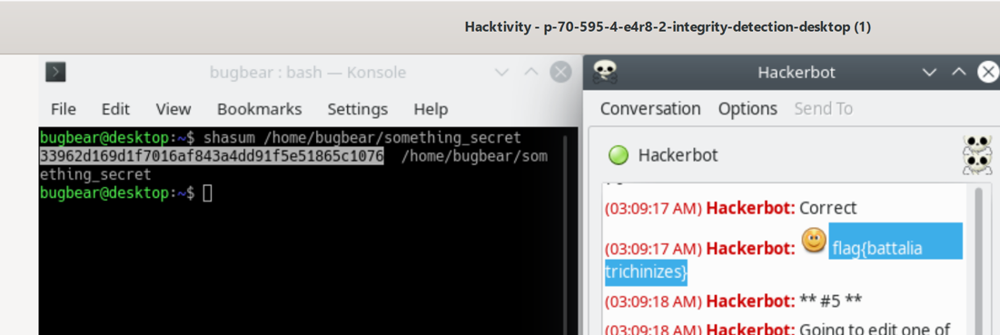 Hacktivity - p-70-595-4-e4r8-2-integrity-detection-desktop (1)
bugbear : bash — Konsole
File Edit View Bookmarks Settings Help
bugbear@desktop:~$ shasum /home/bugbear/something_secret
33962d169d1f7016af843a4dd91f5e51865c1076  /home/bugbear/som
ething_secret
bugbear@desktop:~$
Hackerbot
Conversation Options Send To
Hackerbot
(03:09:17 AM) Hackerbot: Correct
(03:09:17 AM) Hackerbot: flag{battalia
trichinizes}
(03:09:18 AM) Hackerbot: ** #5 **
(03:09:18 AM) Hackerbot: Going to edit one of